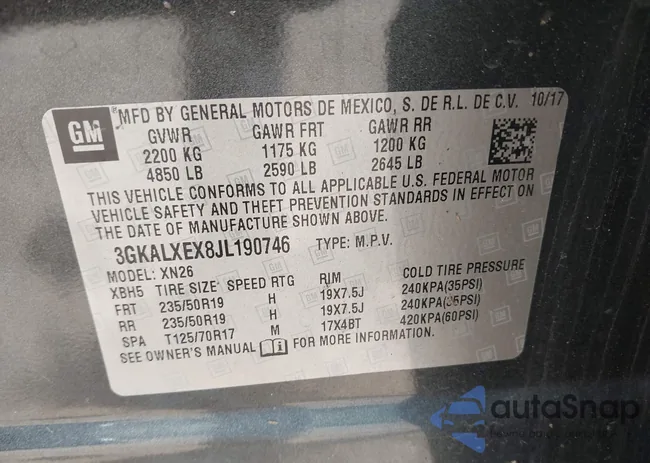 GM
MFD BY GENERAL MOTORS DE MEXICO, S. DE R.L. DE C.V. 10/17
GVWR GAWR FRT GAWR RR
2200 KG 1175 KG 1200 KG
4850 LB 2590 LB 2645 LB
THIS VEHICLE CONFORMS TO ALL APPLICABLE U.S. FEDERAL MOTOR
VEHICLE SAFETY AND THEFT PREVENTION STANDARDS IN EFFECT ON
THE DATE OF MANUFACTURE SHOWN ABOVE.
3GKALXEX8JL190746 TYPE: M.P.V.
MODEL: XN26
XBH5 TIRE SIZE SPEED RTG RIM COLD TIRE PRESSURE
FRT 235/50R19 H 19X7.5J 240KPA(35PSI)
RR 235/50R19 H 19X7.5J 240KPA(35PSI)
SPA T125/70R17 M 17X4BT 420KPA(60PSI)
SEE OWNER'S MANUAL FOR MORE INFORMATION.
autoSnap